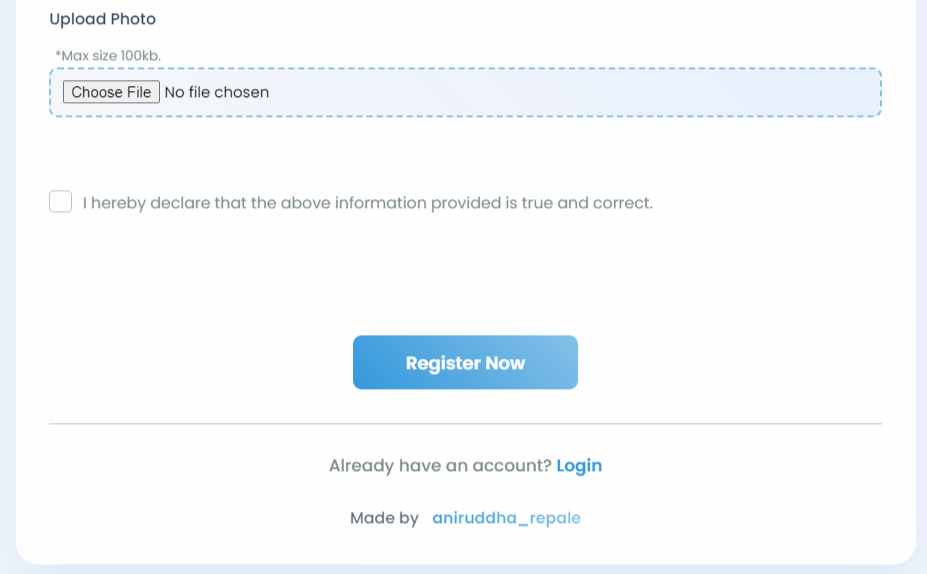 Upload Photo
*Max size 100kb.
Choose File No file chosen
I hereby declare that the above information provided is true and correct.
Register Now
Already have an account? Login
Made by aniruddha_repale